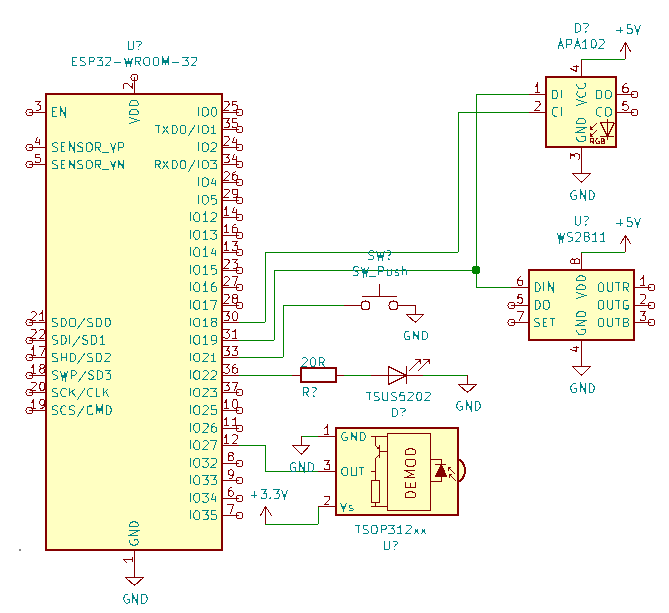 U?
ESP32-WROOM-32
2
VDD
3 EN
4 SENSOR_VP
5 SENSOR_VN
21 SDO/SD0
22 SDI/SD1
17 SHD/SD2
18 SWP/SD3
20 SCK/CLK
19 SCS/CMD
IO0 25
TXD0/IO1 35
IO2 24
RXD0/IO3 34
IO4 26
IO5 29
IO12 14
IO13 16
IO14 13
IO15 23
IO16 27
IO17 28
IO18 30
IO19 31
IO21 33
IO22 36
IO23 37
IO25 10
IO26 11
IO27 12
IO32 8
IO33 9
IO34 6
IO35 7
GND
1
GND
D?
APA102
+5V
4
1 DI VCC DO 6
2 CI CO 5
GND
RGB
3
GND
U?
WS2811
+5V
8
6 DIN VDD OUTR 1
5 DO OUTG 2
7 SET GND OUTB 3
4
GND
SW?
SW_Push
GND
20R
R?
TSUS5202
D?
GND
1 GND
GND
3 OUT
DEMOD
+3.3V
2 Vs
TSOP312xx
U?